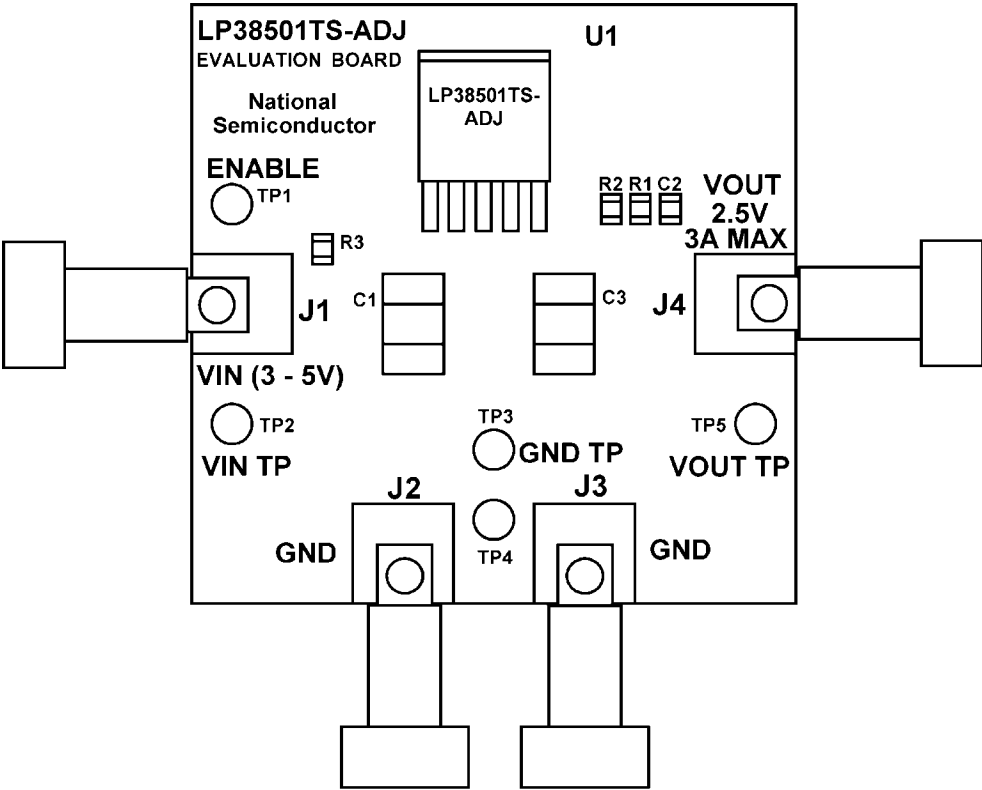 LP38501TS-ADJ
U1
EVALUATION BOARD
National
Semiconductor
LP38501TS-
ADJ
ENABLE
TP1
R2 R1 C2
VOUT
2.5V
3A MAX
R3
C1
C3
J1
J4
VIN (3 - 5V)
TP2
VIN TP
TP3
GND TP
TP5
VOUT TP
J2
J3
GND
TP4
GND